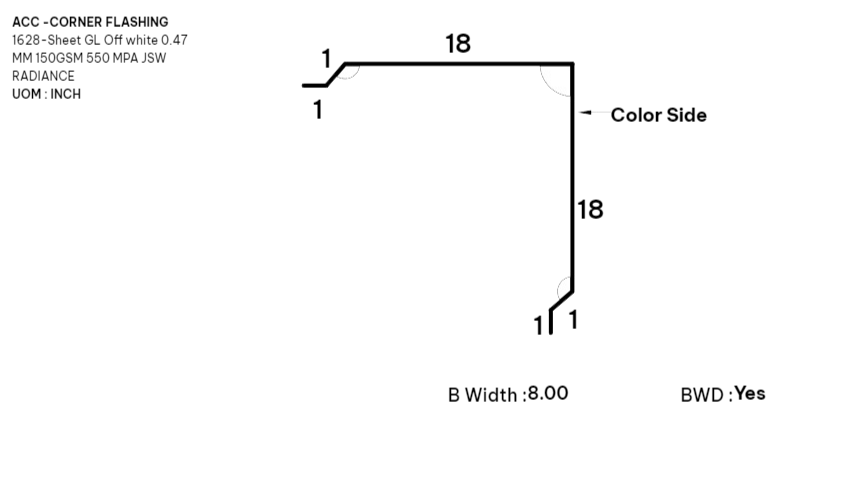 ACC -CORNER FLASHING
1628-Sheet GL Off white 0.47
MM 150GSM 550 MPA JSW
RADIANCE
UOM : INCH
18
1
1
Color Side
18
1
1
B Width :8.00
BWD :Yes